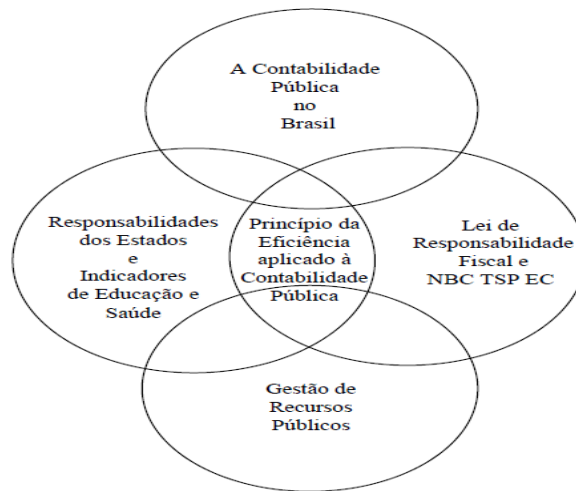 A Contabilidade
Pública
no
Brasil
Responsabilidades
dos Estados
e
Indicadores
de Educação e
Saúde
Princípio da
Eficiência
aplicado à
Contabilidade
Pública
Lei de
Responsabilidade
Fiscal e
NBC TSP EC
Gestão de
Recursos
Públicos